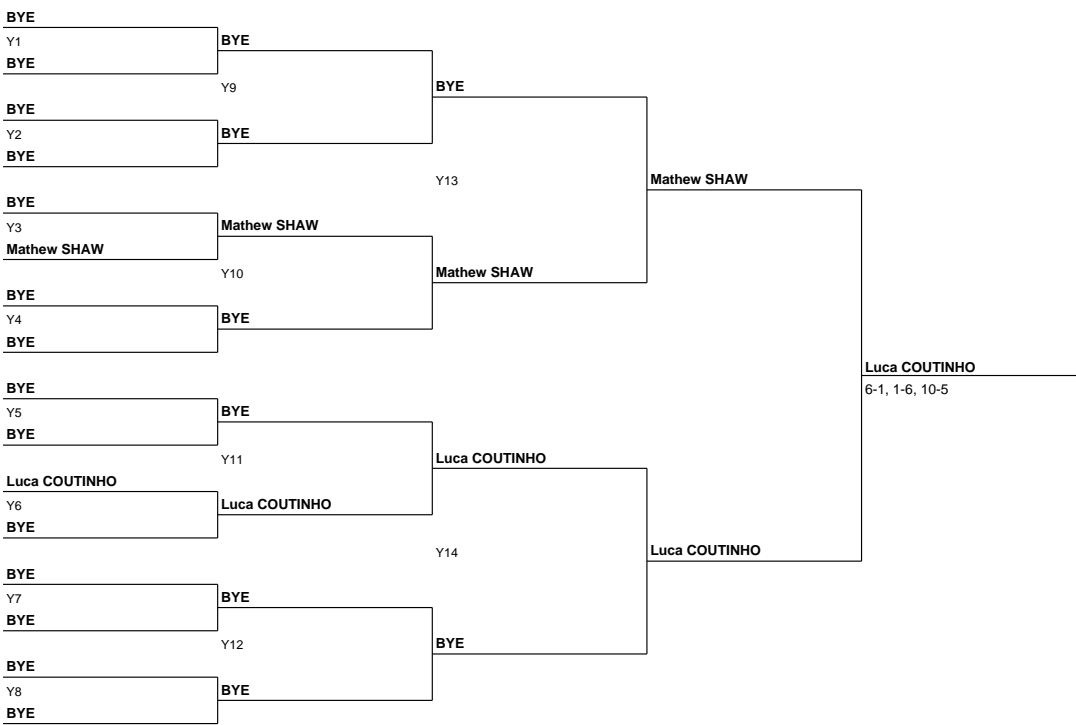 BYE
Y1
BYE
BYE
Y9
BYE
BYE
Y2
BYE
BYE
Y13
Mathew SHAW
BYE
Y3
Mathew SHAW
Mathew SHAW
Y10
Mathew SHAW
BYE
Y4
BYE
BYE
Luca COUTINHO
6-1, 1-6, 10-5
BYE
Y5
BYE
BYE
Y11
Luca COUTINHO
Luca COUTINHO
Y6
Luca COUTINHO
BYE
Y14
Luca COUTINHO
BYE
Y7
BYE
BYE
Y12
BYE
BYE
Y8
BYE
BYE